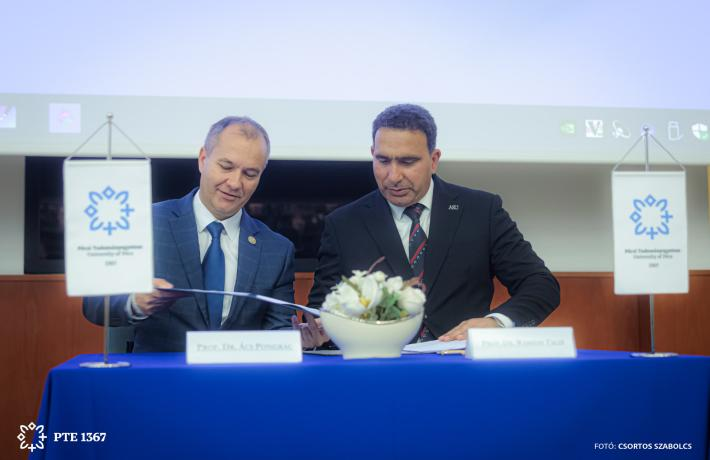 Pécsi Tudományegyetem
University of Pécs
1367
Pécsi Tudományegyetem
University of Pécs
1367
PROF. DR. ÁCS PONGRÁC
PROF. DR.
PTE 1367
FOTÓ: CSORTOS SZABOLCS